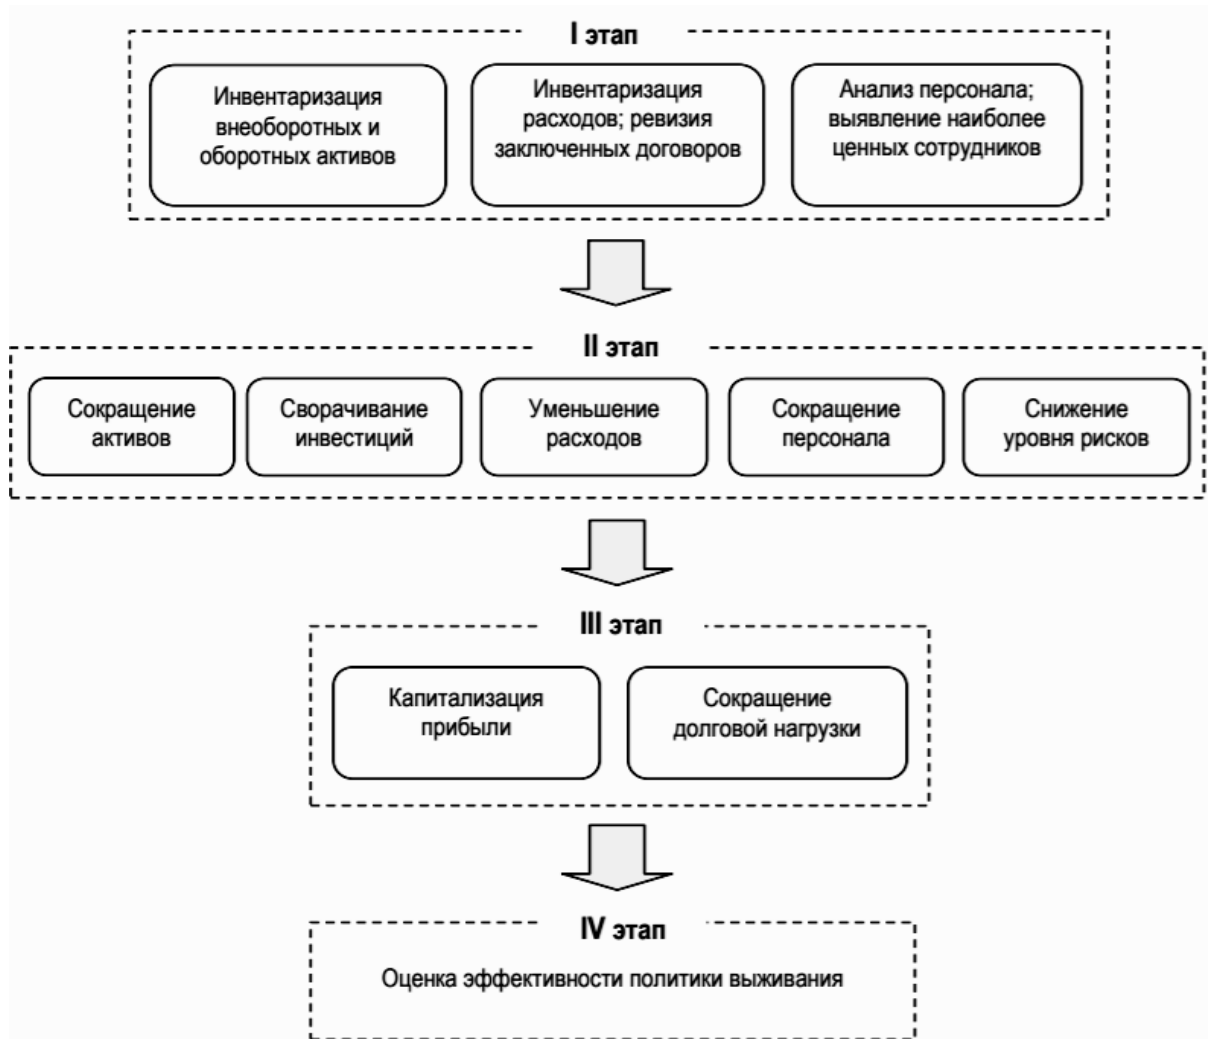 I этап
Инвентаризация
внеоборотных и
оборотных активов
Инвентаризация
расходов; ревизия
заключенных договоров
Анализ персонала;
выявление наиболее
ценных сотрудников
II этап
Сокращение
активов
Сворачивание
инвестиций
Уменьшение
расходов
Сокращение
персонала
Снижение
уровня рисков
III этап
Капитализация
прибыли
Сокращение
долговой нагрузки
IV этап
Оценка эффективности политики выживания